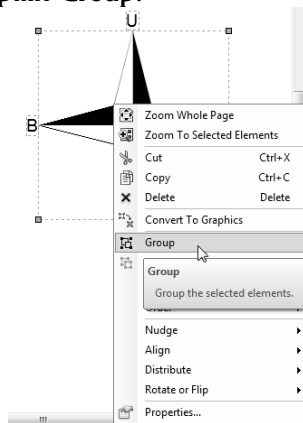 U
B
Zoom Whole Page
Zoom To Selected Elements
Cut Ctrl+X
Copy Ctrl+C
Delete Delete
Convert To Graphics
Group
Group
Group the selected elements.
Nudge
Align
Distribute
Rotate or Flip
Properties...